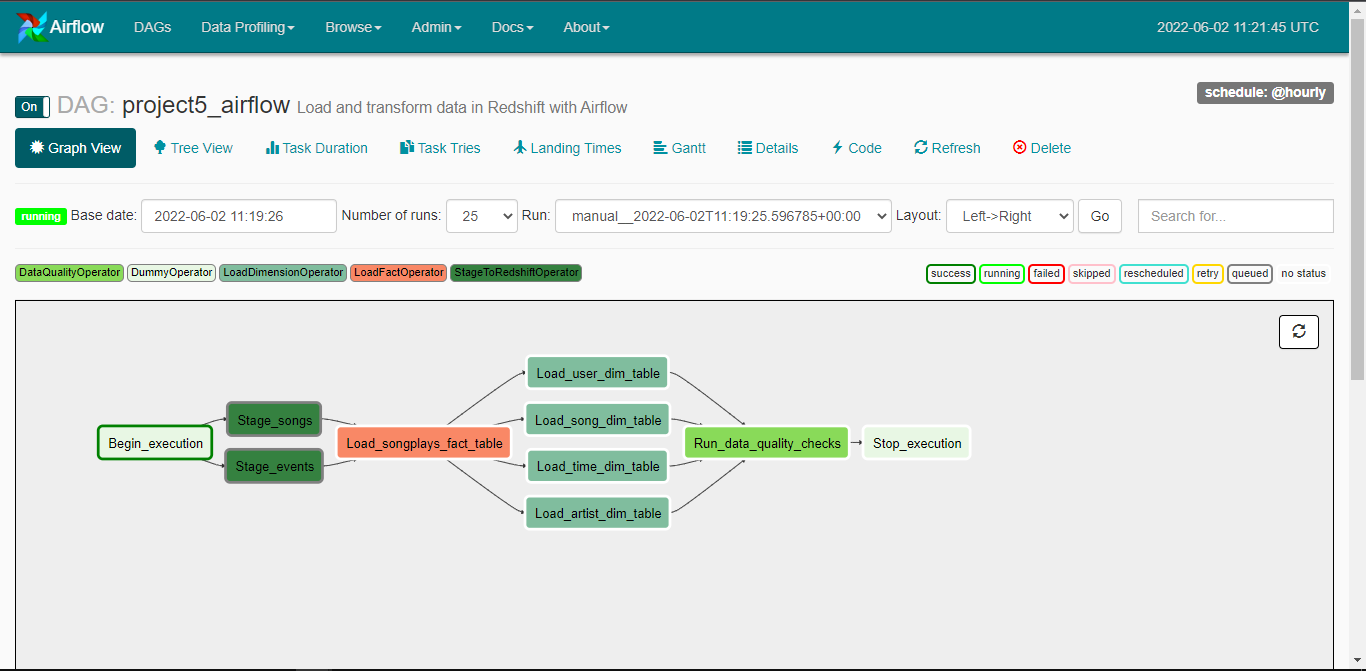 Airflow DAGs Data Profiling Browse Admin Docs About 2022-06-02 11:21:45 UTC
On DAG: project5_airflow Load and transform data in Redshift with Airflow schedule: @hourly
Graph View Tree View Task Duration Task Tries Landing Times Gantt Details Code Refresh Delete
running Base date: 2022-06-02 11:19:26 Number of runs: 25 Run: manual__2022-06-02T11:19:25.596785+00:00 Layout: Left->Right Go Search for...
DataQualityOperator DummyOperator LoadDimensionOperator LoadFactOperator StageToRedshiftOperator success running failed skipped rescheduled retry queued no status
Load_user_dim_table
Stage_songs Load_song_dim_table
Begin_execution Load_songplays_fact_table Run_data_quality_checks Stop_execution
Stage_events Load_time_dim_table
Load_artist_dim_table